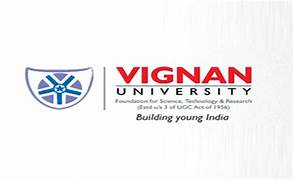 VIGNAN
UNIVERSITY
Foundation for Science, Technology & Research
(Estd u/s 3 of UGC Act of 1956)
Building young India